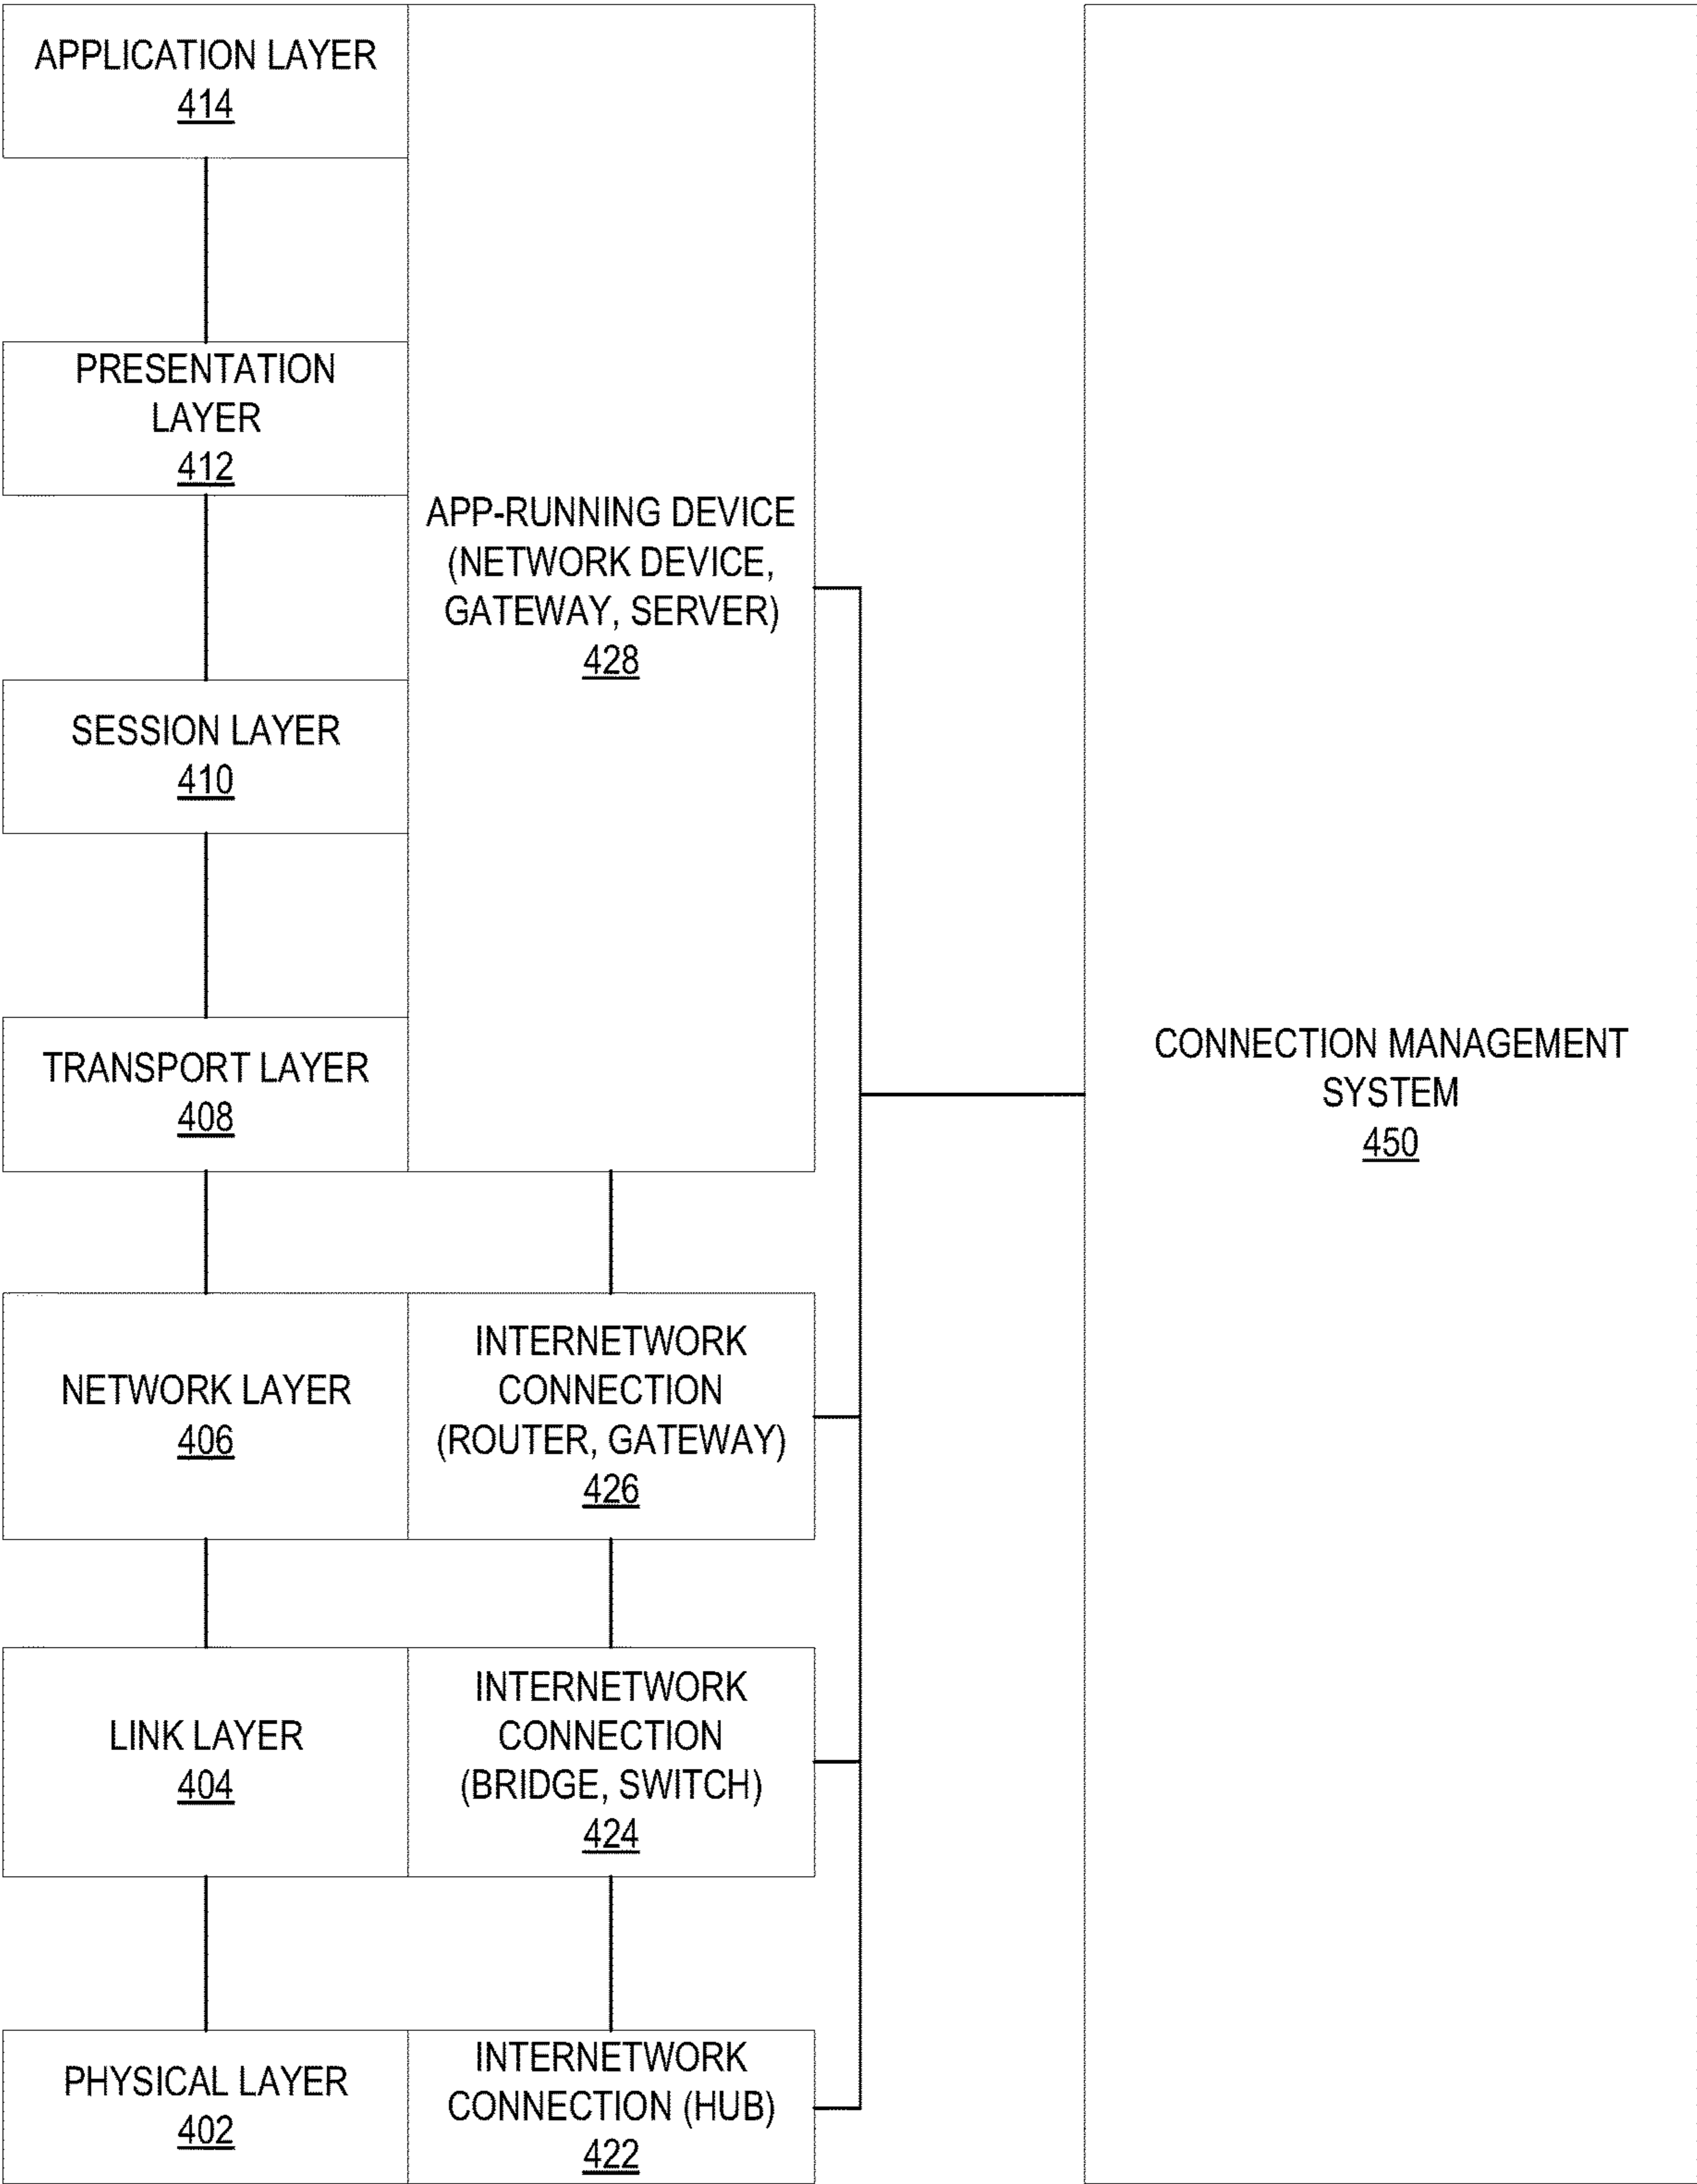 APPLICATION LAYER
414
PRESENTATION
LAYER
412
SESSION LAYER
410
TRANSPORT LAYER
408
NETWORK LAYER
406
LINK LAYER
404
PHYSICAL LAYER
402
APP-RUNNING DEVICE
(NETWORK DEVICE,
GATEWAY, SERVER)
428
INTERNETWORK
CONNECTION
(ROUTER, GATEWAY)
426
INTERNETWORK
CONNECTION
(BRIDGE, SWITCH)
424
INTERNETWORK
CONNECTION (HUB)
422
CONNECTION MANAGEMENT
SYSTEM
450